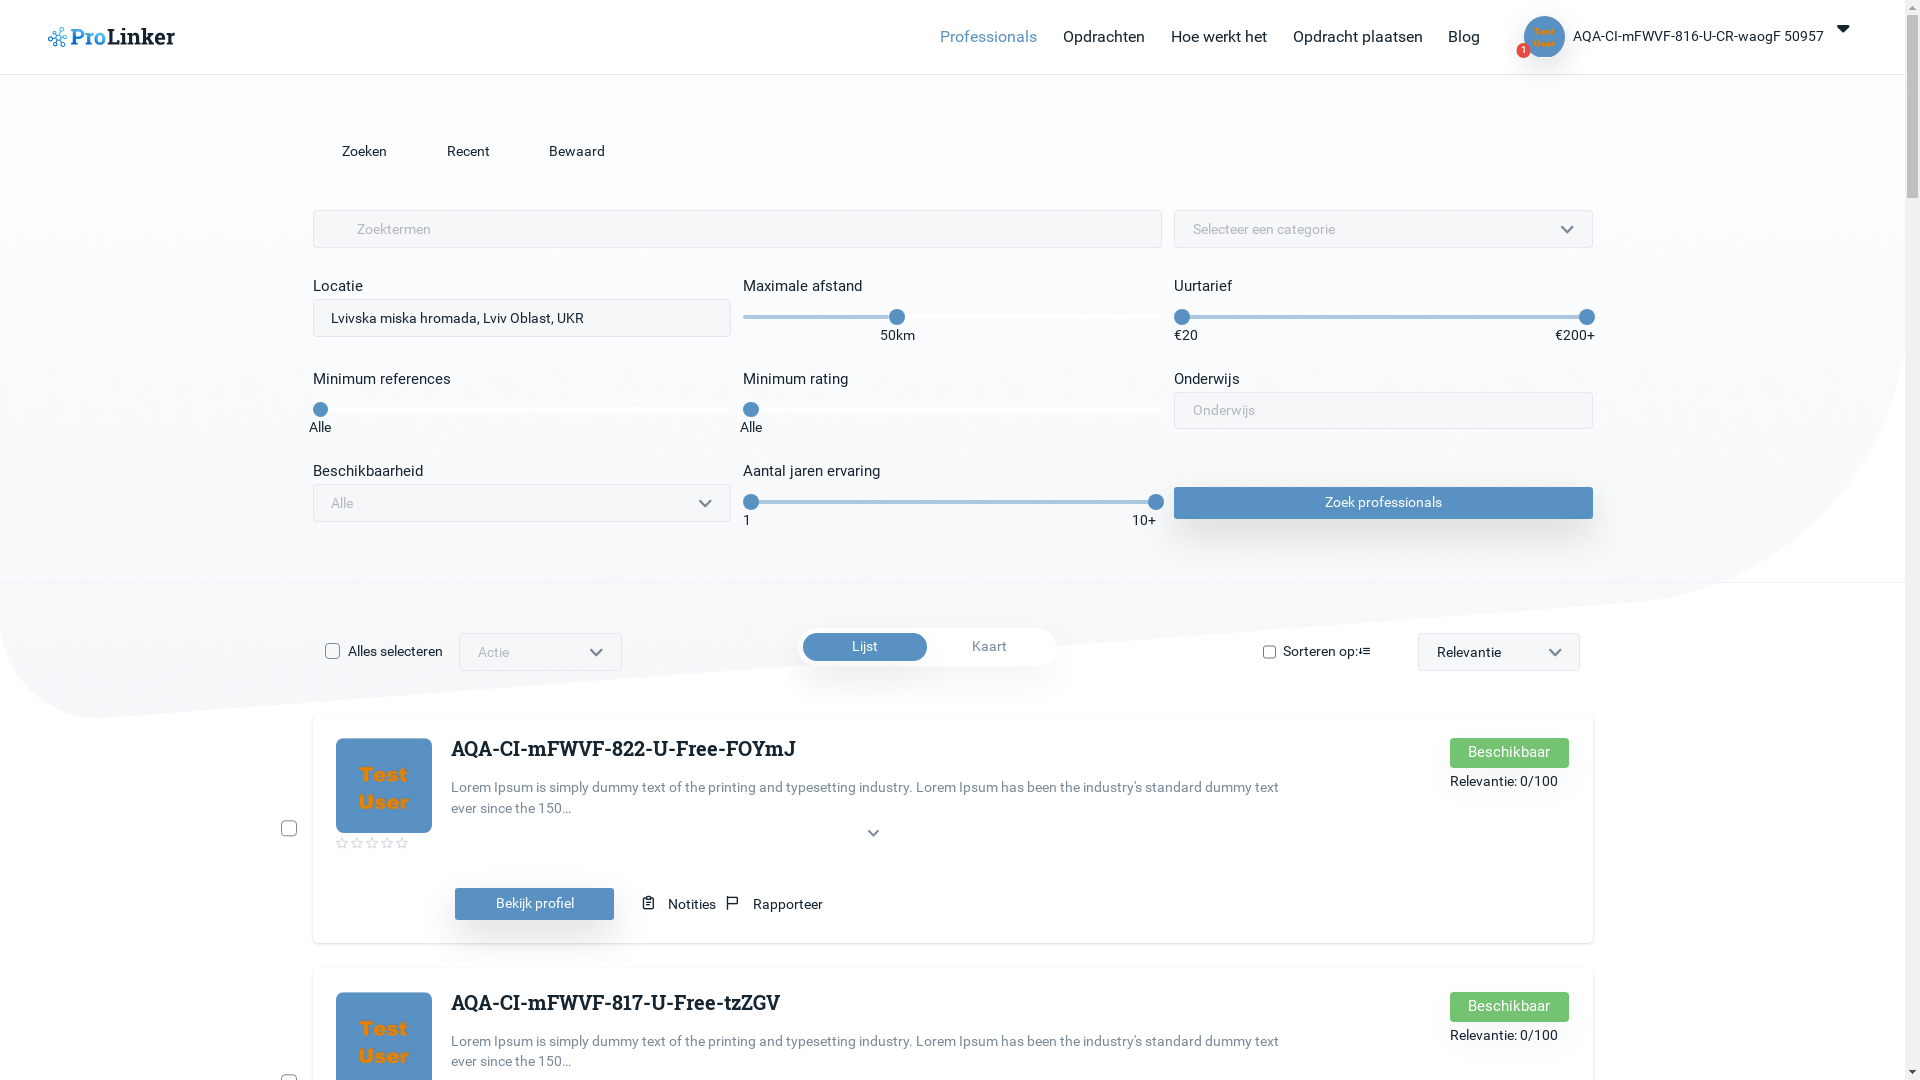 ProLinker
Professionals Opdrachten Hoe werkt het Opdracht plaatsen Blog
Test User 1 AQA-CI-mFWVF-816-U-CR-waogF 50957
Zoeken Recent Bewaard
Zoektermen Selecteer een categorie
Locatie Maximale afstand Uurtarief
Lvivska miska hromada, Lviv Oblast, UKR
50km €20 €200+
Minimum references Minimum rating Onderwijs
Onderwijs
Alle Alle
Beschikbaarheid Aantal jaren ervaring
Alle Zoek professionals
1 10+
Alles selecteren Actie Lijst Kaart Sorteren op: Relevantie
AQA-CI-mFWVF-822-U-Free-FOYmJ Beschikbaar
Test
User
Relevantie: 0/100
Lorem Ipsum is simply dummy text of the printing and typesetting industry. Lorem Ipsum has been the industry's standard dummy text
ever since the 150...
Bekijk profiel Notities Rapporteer
AQA-CI-mFWVF-817-U-Free-tzZGV Beschikbaar
Test
User
Relevantie: 0/100
Lorem Ipsum is simply dummy text of the printing and typesetting industry. Lorem Ipsum has been the industry's standard dummy text
ever since the 150...